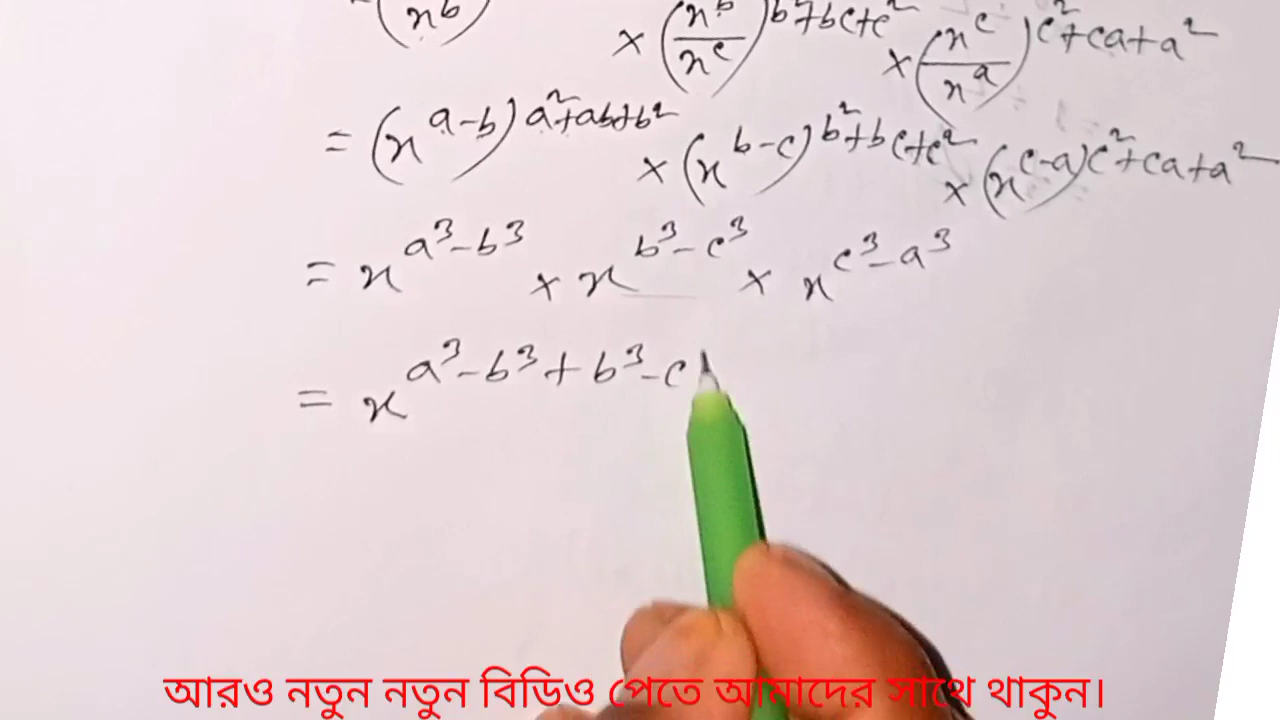 (x^b)
× (x^b/x^c)^b²+bc+c² × (x^c/x^a)^c²+ca+a²
= (x^a-b)^a²+ab+b² × (x^b-c)^b²+bc+c² × (x^c-a)^c²+ca+a²
= x^a³-b³ × x^b³-c³ × x^c³-a³
= x^a³-b³+b³-c
আরও নতুন নতুন বিডিও পেতে আমাদের সাথে থাকুন।